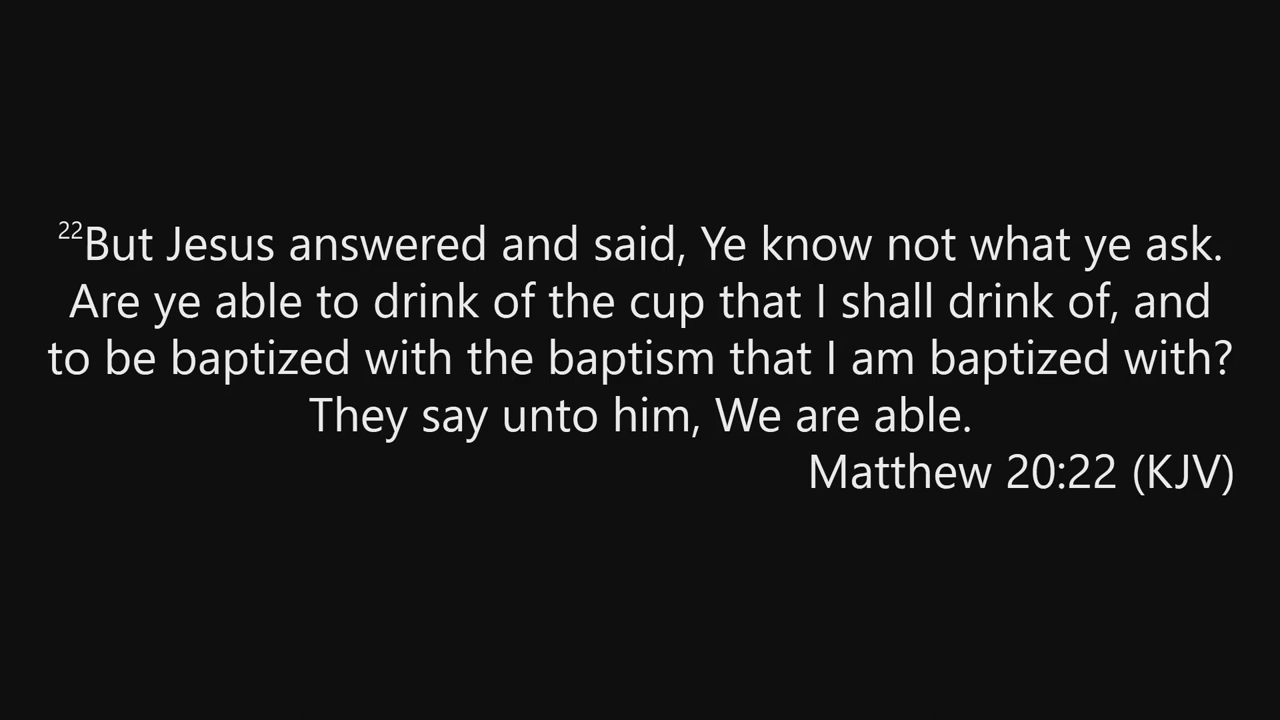 22But Jesus answered and said, Ye know not what ye ask.
Are ye able to drink of the cup that I shall drink of, and
to be baptized with the baptism that I am baptized with?
They say unto him, We are able.
Matthew 20:22 (KJV)